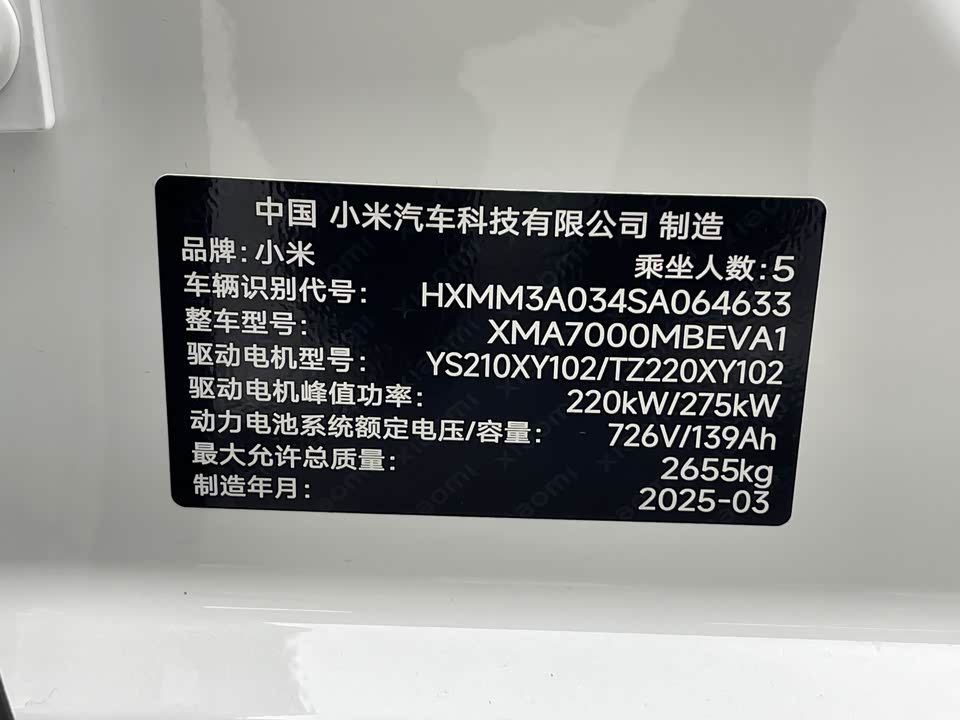 中国 小米汽车科技有限公司 制造
品牌：小米 乘坐人数：5
车辆识别代号： HXMM3A034SA064633
整车型号： XMA7000MBEVA1
驱动电机型号： YS210XY102/TZ220XY102
驱动电机峰值功率： 220kW/275kW
动力电池系统额定电压/容量： 726V/139Ah
最大允许总质量： 2655kg
制造年月： 2025-03